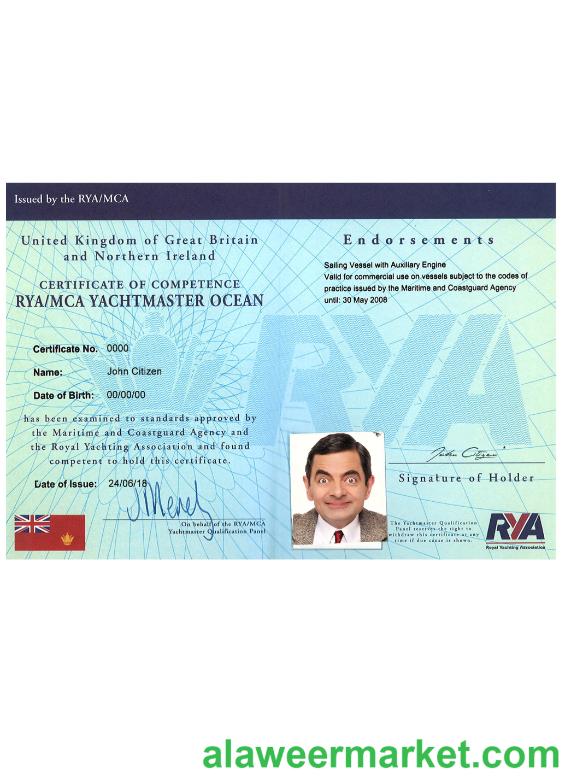 Issued by the RYA/MCA
United Kingdom of Great Britain
and Northern Ireland
CERTIFICATE OF COMPETENCE
RYA/MCA YACHTMASTER OCEAN
Certificate No. 0000
Name: John Citizen
Date of Birth: 00/00/00
has been examined to standards approved by
the Maritime and Coastguard Agency and
the Royal Yachting Association and found
competent to hold this certificate.
Date of Issue: 24/06/18
On behalf of the RYA/MCA
Yachtmaster Qualification Panel
Endorsements
Sailing Vessel with Auxiliary Engine
Valid for commercial use on vessels subject to the codes of
practice issued by the Maritime and Coastguard Agency
until: 30 May 2008
RYA
John Citizen
Signature of Holder
The Yachtmaster Qualification
Panel reserves the right to
withdraw this certificate at any
time if due cause is shown.
RYA
Royal Yachting Association
alaweermarket.com